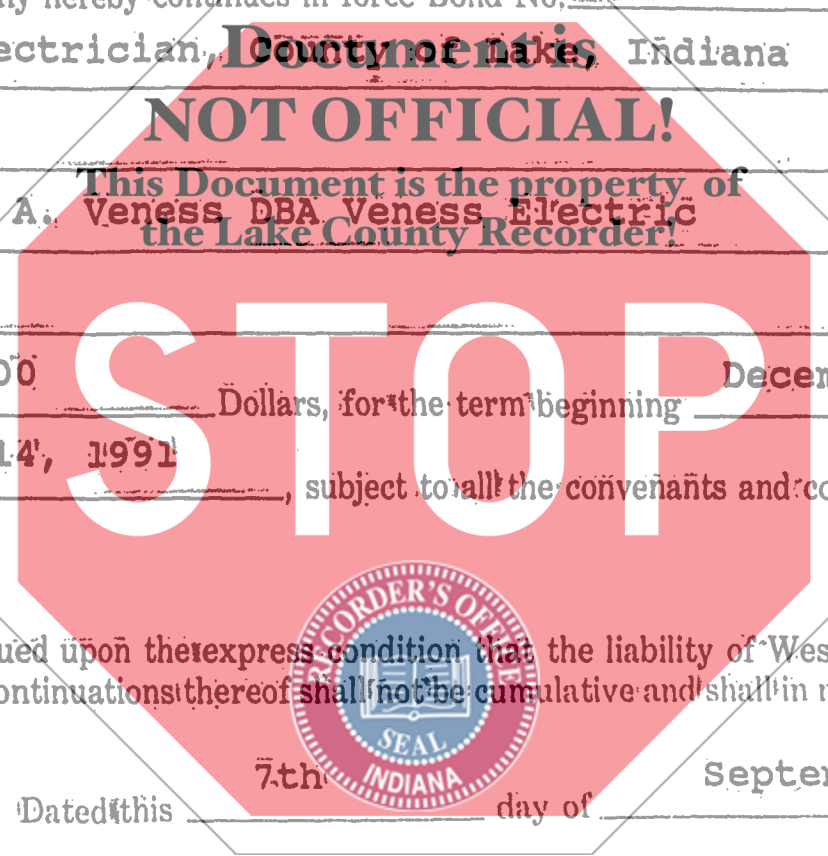 ny hereby continues in force Bond No.
ectrician, County of Lake, Indiana
Document is
NOT OFFICIAL!
This Document is the property of
A. Veness DBA Veness Electric
the Lake County Recorder!
STOP
00 Dollars, for the term beginning Decem
14, 1991, subject to all the convenants and co
RECORDER'S OFFICE
ued upon the express condition that the liability of Wes
ontinuations thereof shall not be cumulative and shall in n
SEAL
INDIANA
Dated this 7th day of Septem